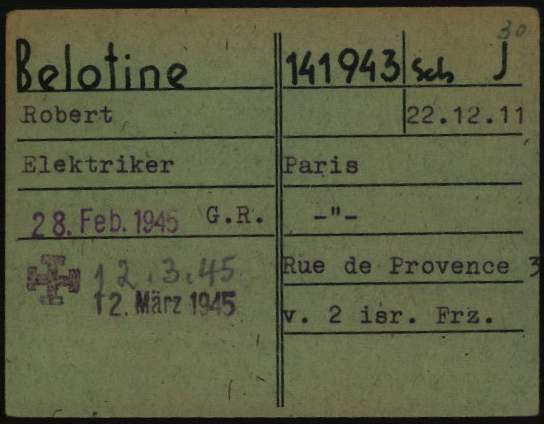 30
Belotine 141943 Sch J
Robert 22.12.11
Elektriker Paris
28. Feb. 1945 G.R. -"-
Rue de Provence 3
12.3.45
12. März 1945
v. 2 isr. Frz.